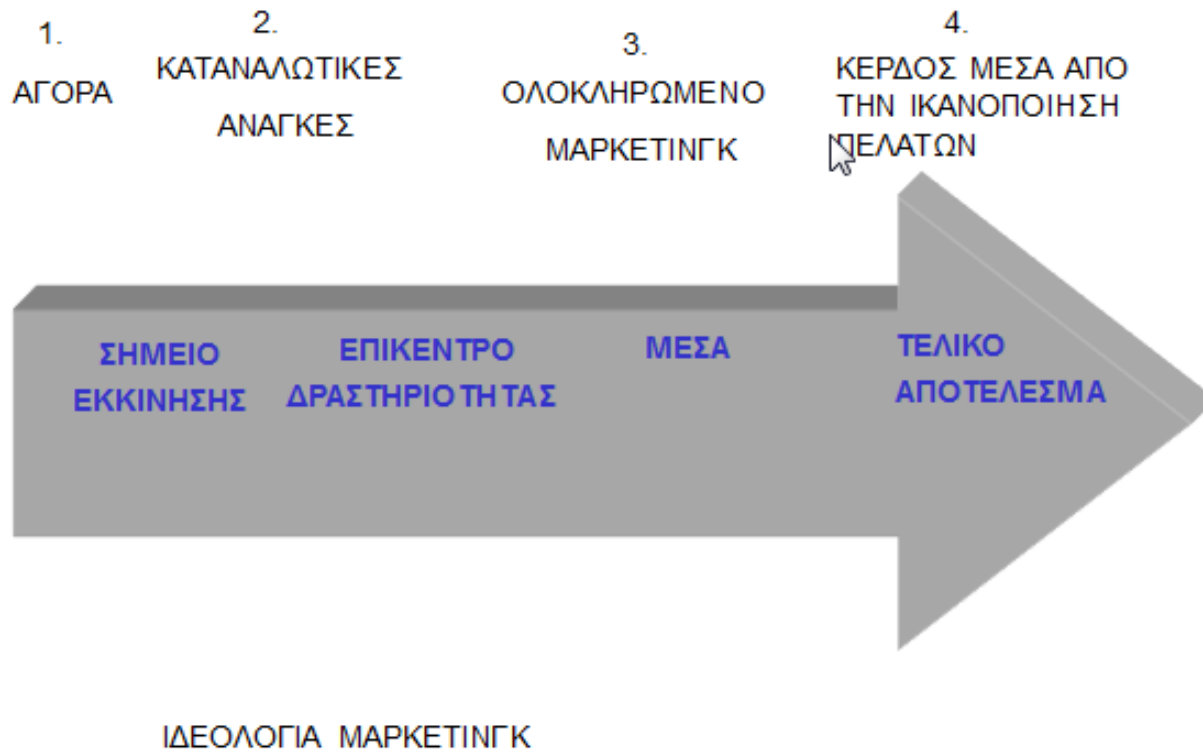 1.
ΑΓΟΡΑ
2.
ΚΑΤΑΝΑΛΩΤΙΚΕΣ
ΑΝΑΓΚΕΣ
3.
ΟΛΟΚΛΗΡΩΜΕΝΟ
ΜΑΡΚΕΤΙΝΓΚ
4.
ΚΕΡΔΟΣ ΜΕΣΑ ΑΠΟ
ΤΗΝ ΙΚΑΝΟΠΟΙΗΣΗ
ΠΕΛΑΤΩΝ
ΣΗΜΕΙΟ
ΕΚΚΙΝΗΣΗΣ
ΕΠΙΚΕΝΤΡΟ
ΔΡΑΣΤΗΡΙΟΤΗΤΑΣ
ΜΕΣΑ
ΤΕΛΙΚΟ
ΑΠΟΤΕΛΕΣΜΑ
ΙΔΕΟΛΟΓΙΑ ΜΑΡΚΕΤΙΝΓΚ